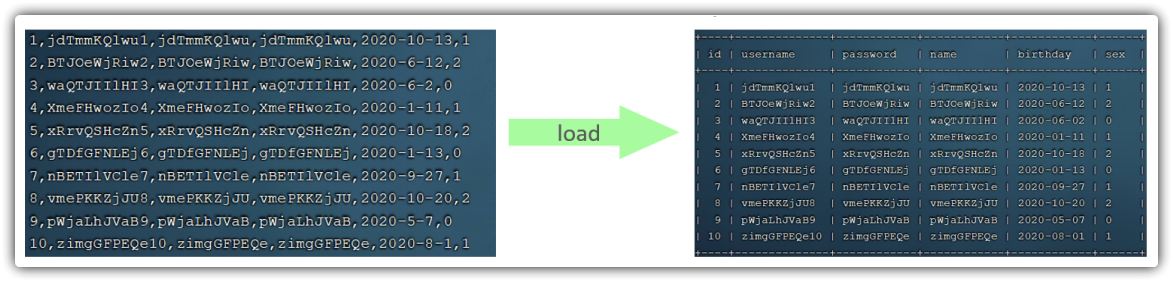 1,jdTmmKQlwu1,jdTmmKQlwu,jdTmmKQlwu,2020-10-13,1
2,BTJOeWjRiw2,BTJOeWjRiw,BTJOeWjRiw,2020-6-12,2
3,waQTJIIlHI3,waQTJIIlHI,waQTJIIlHI,2020-6-2,0
4,XmeFHwozIo4,XmeFHwozIo,XmeFHwozIo,2020-1-11,1
5,xRrvQSHcZn5,xRrvQSHcZn,xRrvQSHcZn,2020-10-18,2
6,gTDfGFNLEj6,gTDfGFNLEj,gTDfGFNLEj,2020-1-13,0
7,nBETIlVCle7,nBETIlVCle,nBETIlVCle,2020-9-27,1
8,vmePKKZjJU8,vmePKKZjJU,vmePKKZjJU,2020-10-20,2
9,pWjaLhJVaB9,pWjaLhJVaB,pWjaLhJVaB,2020-5-7,0
10,zimgGFPEQe10,zimgGFPEQe,zimgGFPEQe,2020-8-1,1
load
| id | username | password | name | birthday | sex |
| 1 | jdTmmKQlwu1 | jdTmmKQlwu | jdTmmKQlwu | 2020-10-13 | 1 |
| 2 | BTJOeWjRiw2 | BTJOeWjRiw | BTJOeWjRiw | 2020-06-12 | 2 |
| 3 | waQTJIIlHI3 | waQTJIIlHI | waQTJIIlHI | 2020-06-02 | 0 |
| 4 | XmeFHwozIo4 | XmeFHwozIo | XmeFHwozIo | 2020-01-11 | 1 |
| 5 | xRrvQSHcZn5 | xRrvQSHcZn | xRrvQSHcZn | 2020-10-18 | 2 |
| 6 | gTDfGFNLEj6 | gTDfGFNLEj | gTDfGFNLEj | 2020-01-13 | 0 |
| 7 | nBETIlVCle7 | nBETIlVCle | nBETIlVCle | 2020-09-27 | 1 |
| 8 | vmePKKZjJU8 | vmePKKZjJU | vmePKKZjJU | 2020-10-20 | 2 |
| 9 | pWjaLhJVaB9 | pWjaLhJVaB | pWjaLhJVaB | 2020-05-07 | 0 |
| 10 | zimgGFPEQe10 | zimgGFPEQe | zimgGFPEQe | 2020-08-01 | 1 |